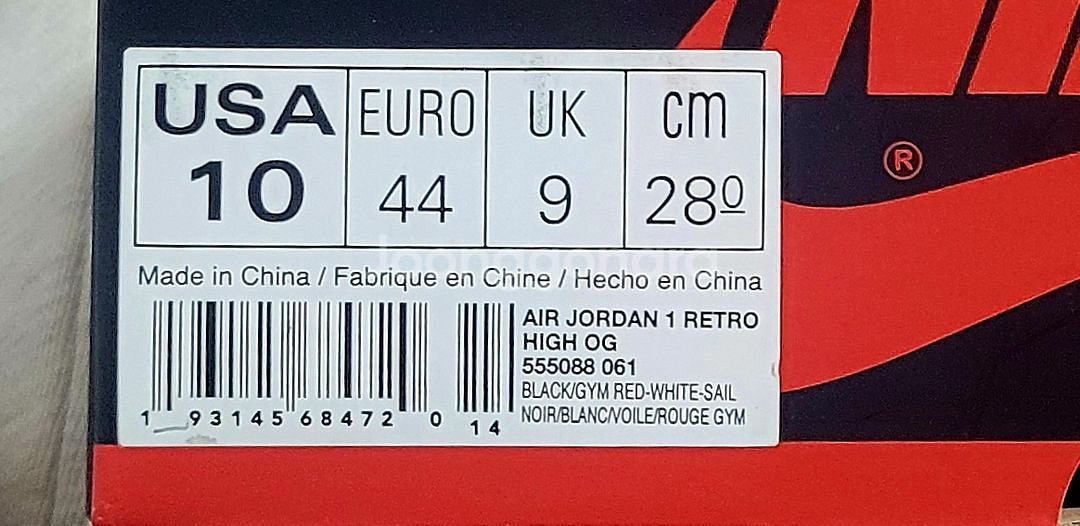 USA EURO UK cm
10 44 9 28º
Made in China / Fabrique en Chine / Hecho en China
AIR JORDAN 1 RETRO
HIGH OG
555088 061
BLACK/GYM RED-WHITE-SAIL
NOIR/BLANC/VOILE/ROUGE GYM
1 93145 68472 0 14
®